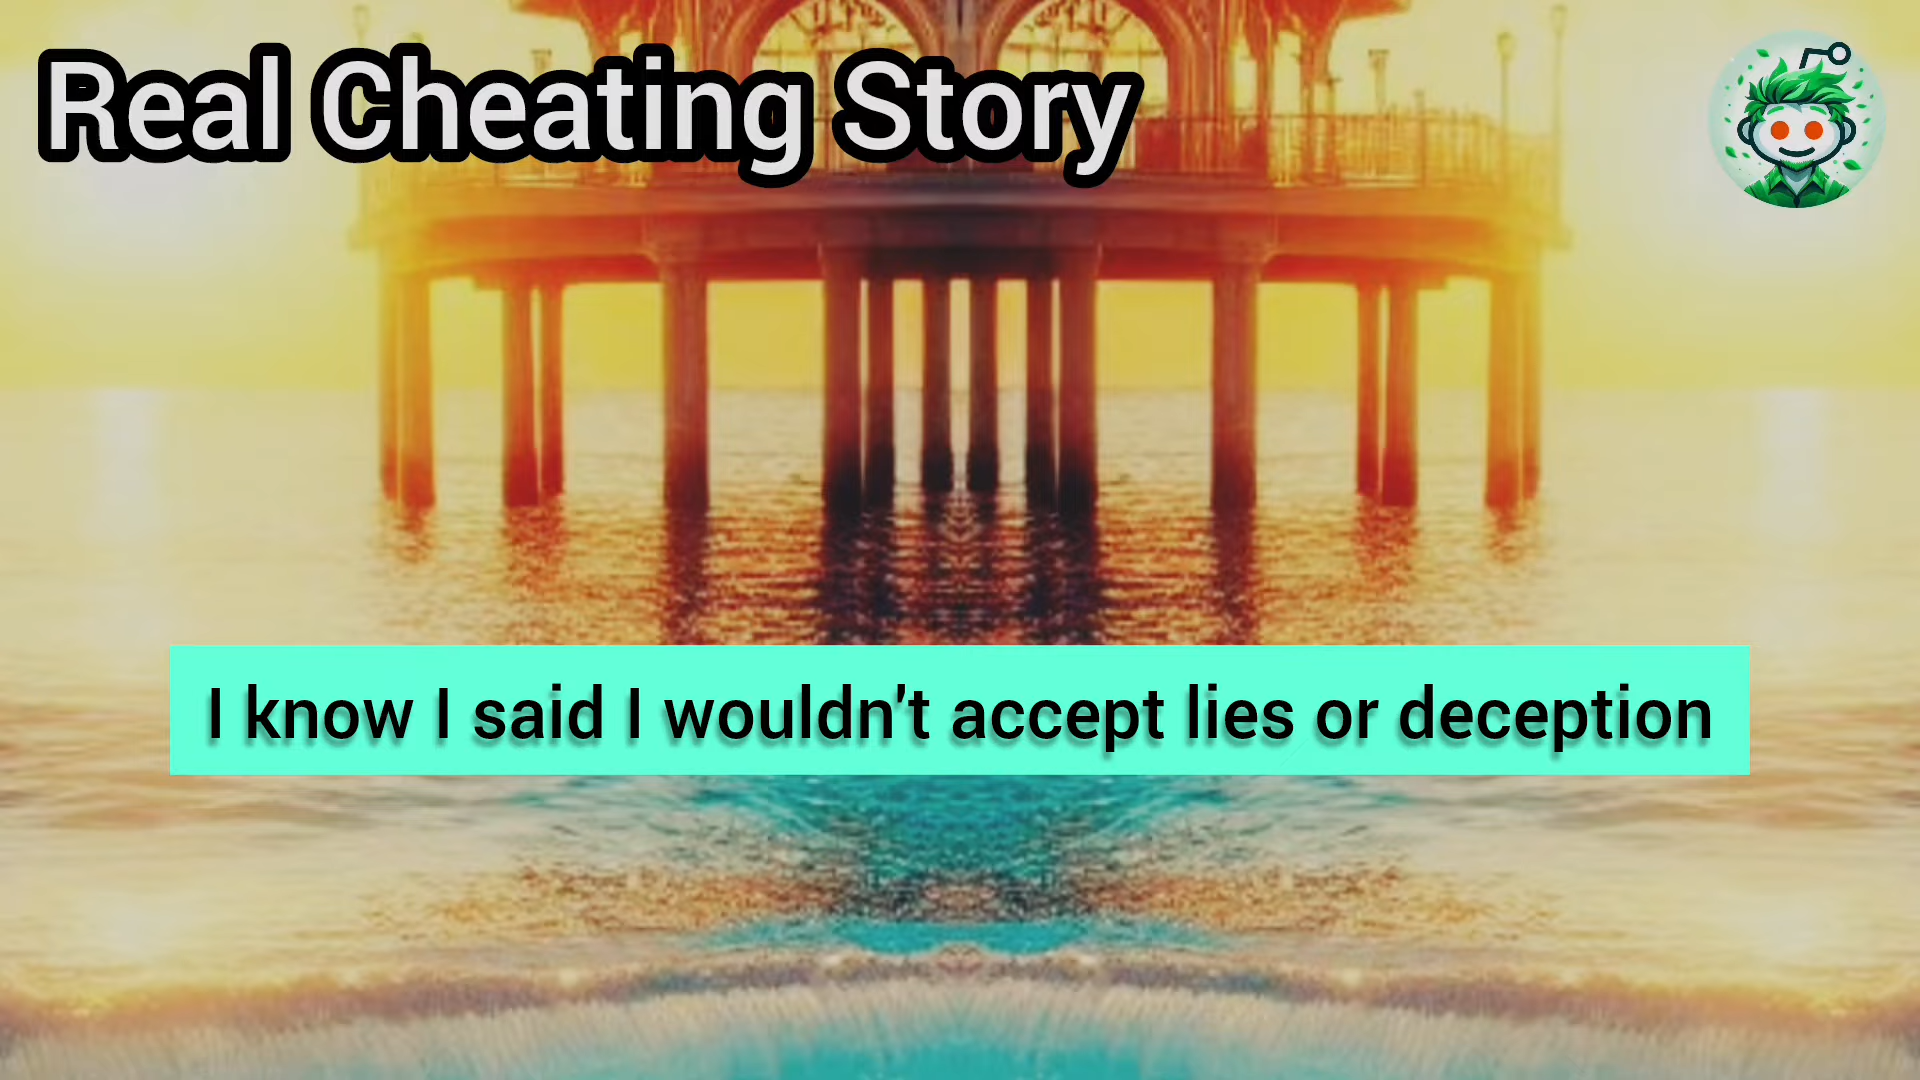 Real Cheating Story
I know I said I wouldn't accept lies or deception